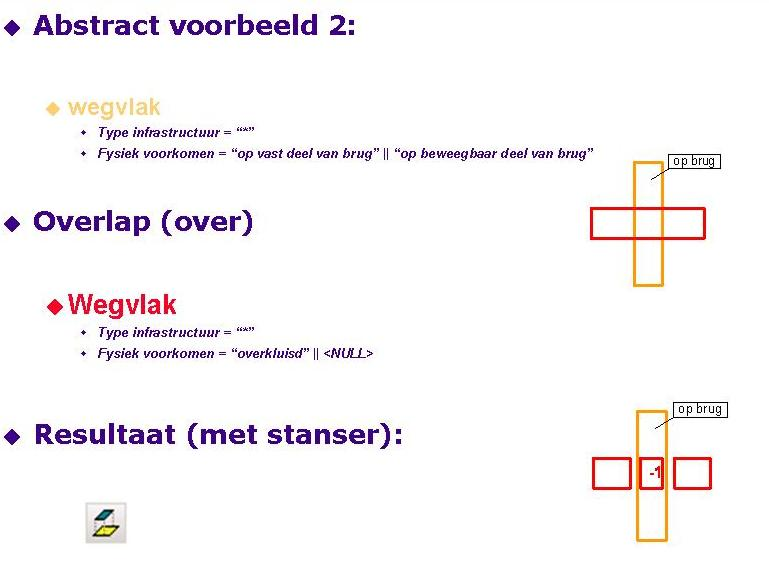 Abstract voorbeeld 2:
wegvlak
Type infrastructuur = “*”
Fysiek voorkomen = “op vast deel van brug” || “op beweegbaar deel van brug”
op brug
Overlap (over)
Wegvlak
Type infrastructuur = “*”
Fysiek voorkomen = “overkluisd” || <NULL>
op brug
Resultaat (met stanser):
-1